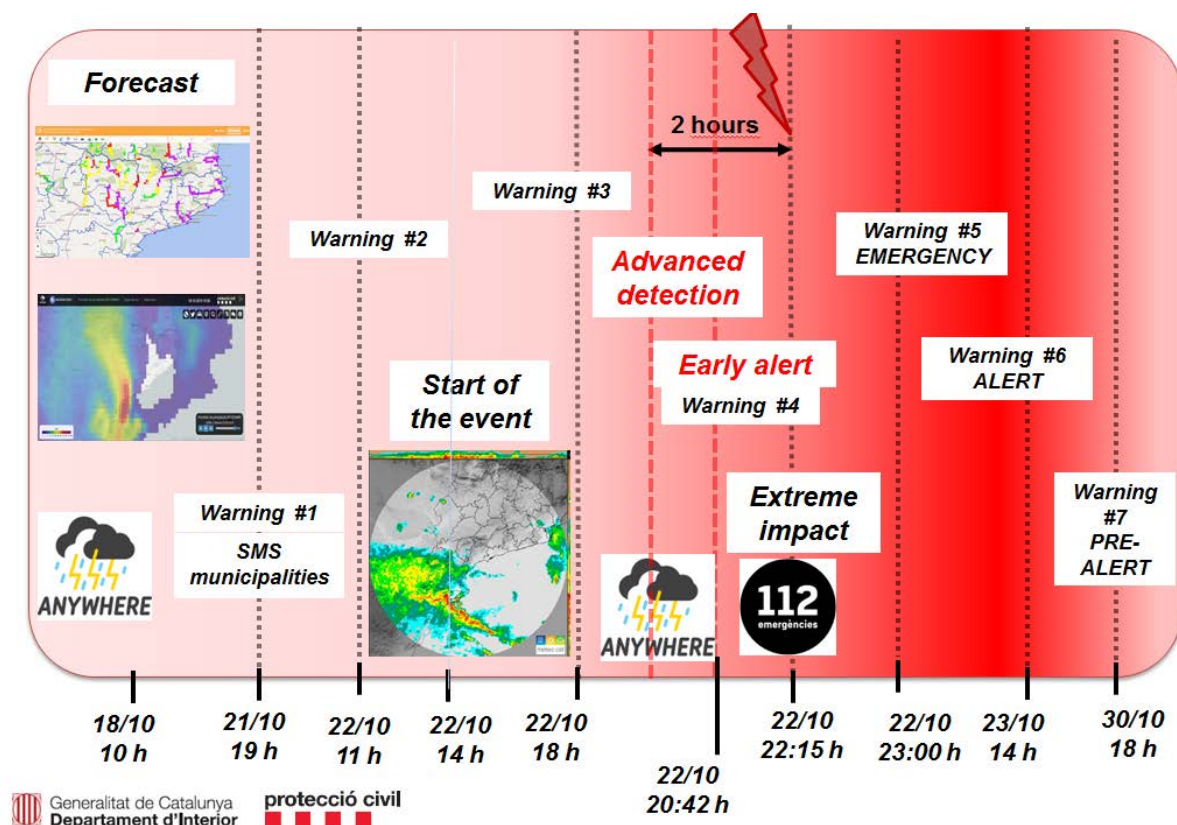 Forecast
2 hours
Warning #3
Warning #2
Warning #5
EMERGENCY
Advanced
detection
Early alert
Warning #4
Warning #6
ALERT
Start of
the event
Warning #1
SMS
municipalities
Extreme
impact
Warning
#7
PRE-
ALERT
ANYWHERE
meteo.cat
ANYWHERE
112
emergències
18/10
10 h
21/10
19 h
22/10
11 h
22/10
14 h
22/10
18 h
22/10
20:42 h
22/10
22:15 h
22/10
23:00 h
23/10
14 h
30/10
18 h
Generalitat de Catalunya
Departament d'Interior
protecció civil